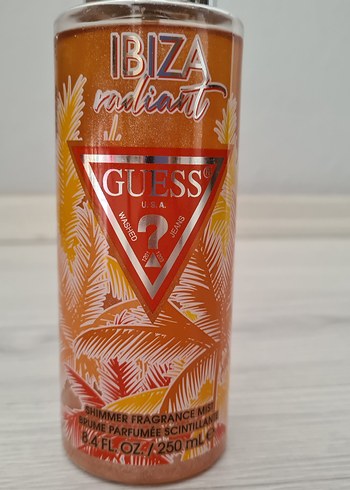 IBIZA
radiant
GUESS®
U.S.A.
WASHED ? JEANS
SHIMMER FRAGRANCE MIST
BRUME PARFUMÉE SCINTILLANTE
8.4 FL. OZ. / 250 mL e